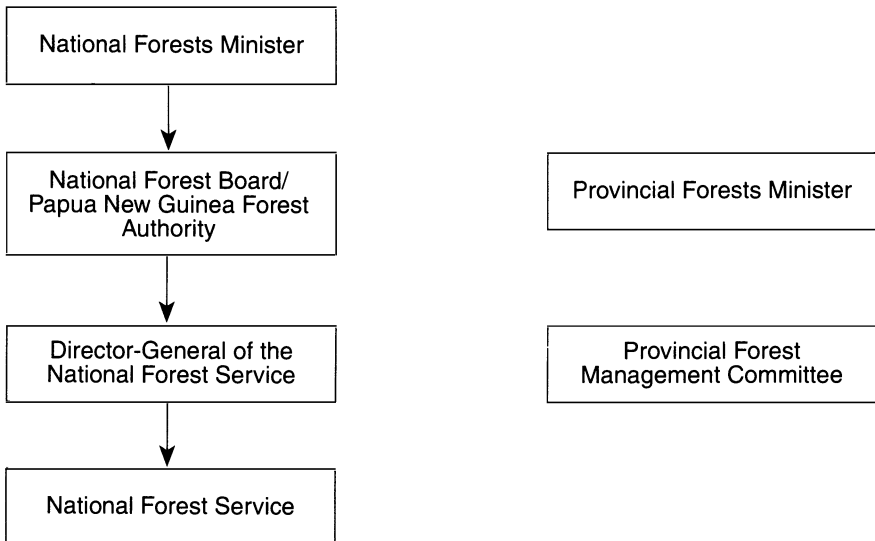 National Forests Minister
National Forest Board/
Papua New Guinea Forest
Authority
Provincial Forests Minister
Director-General of the
National Forest Service
Provincial Forest
Management Committee
National Forest Service